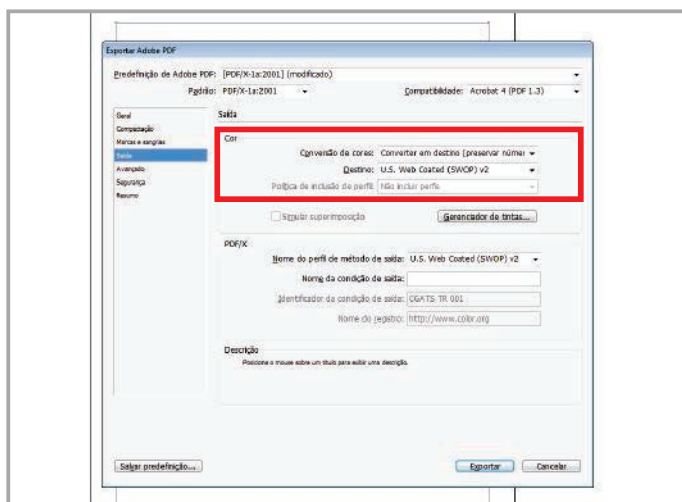 Exportar Adobe PDF
Predefinição de Adobe PDF: [PDF/X-1a:2001] (modificado)
Padrão: PDF/X-1a:2001 Compatibilidade: Acrobat 4 (PDF 1.3)
Geral
Compactação
Marcas e sangrias
Saída
Avançado
Segurança
Resumo
Saída
Cor
Conversão de cores: Converter em destino [preservar númer
Destino: U.S. Web Coated (SWOP) v2
Política de inclusão de perfil: Não incluir perfis
Simular superimposição Gerenciador de tintas...
PDF/X
Nome do perfil de método de saída: U.S. Web Coated (SWOP) v2
Nome da condição de saída:
Identificador da condição de saída: CGATS TR 001
Nome do registro: http://www.color.org
Descrição
Posicione o mouse sobre um título para exibir uma descrição.
Salvar predefinição... Exportar Cancelar